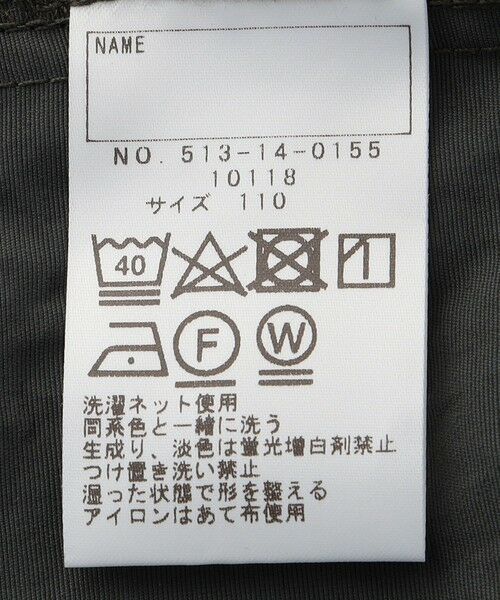 NAME
NO. 513-14-0155
10118
サイズ 110
40
F W
洗濯ネット使用
同系色と一緒に洗う
生成り、淡色は蛍光増白剤禁止
つけ置き洗い禁止
湿った状態で形を整える
アイロンはあて布使用